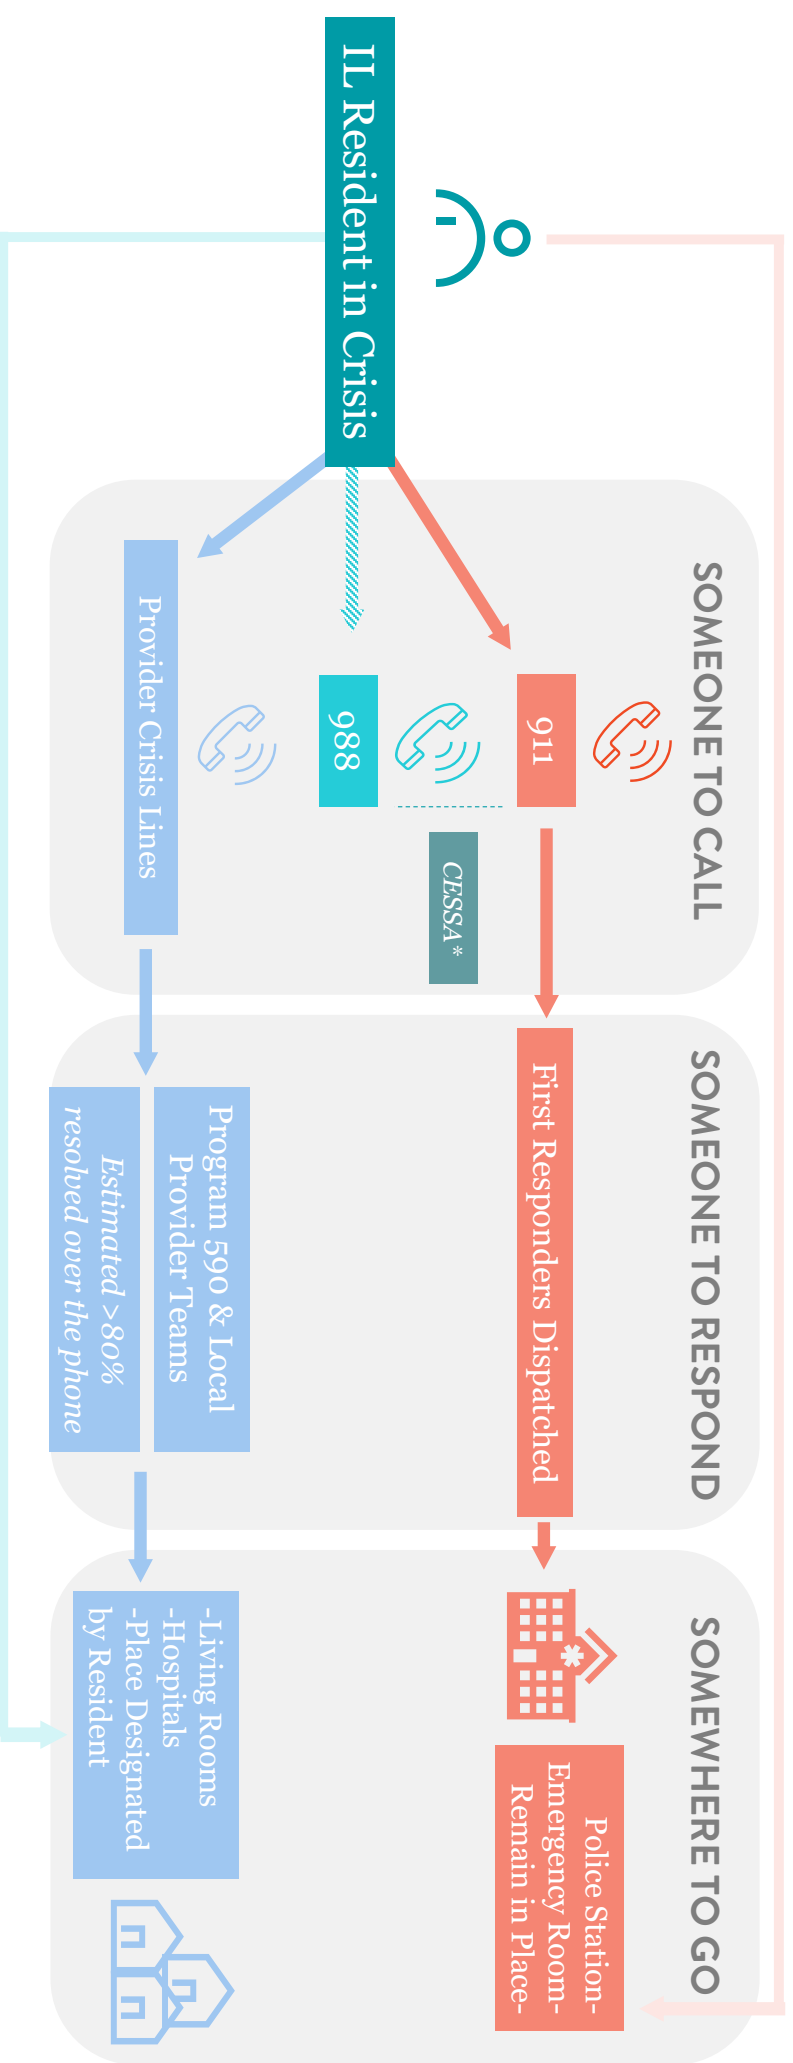 IL Resident in Crisis
SOMEONE TO CALL
911
988
CESSA*
Provider Crisis Lines
SOMEONE TO RESPOND
First Responders Dispatched
Program 590 & Local
Provider Teams
Estimated >80%
resolved over the phone
SOMEWHERE TO GO
Police Station-
Emergency Room-
Remain in Place-
-Living Rooms
-Hospitals
-Place Designated
by Resident